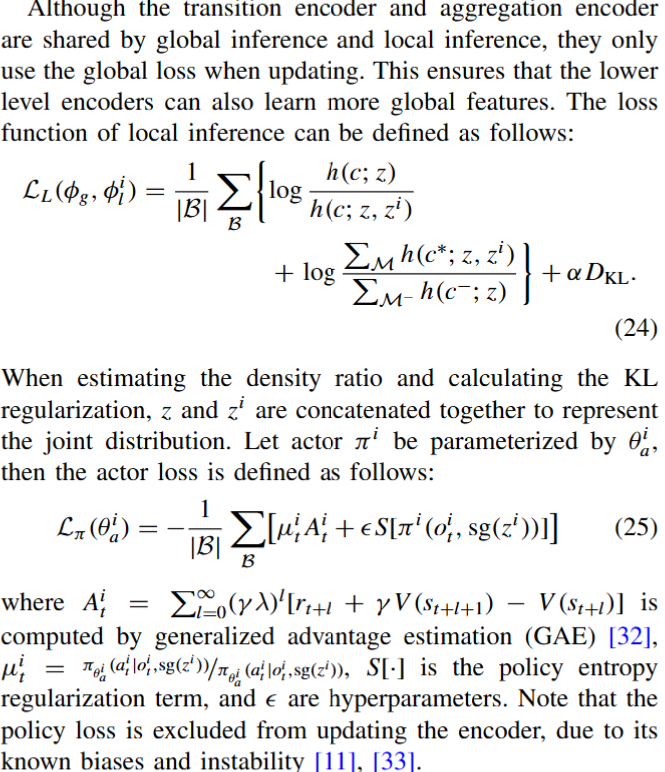 Although the transition encoder and aggregation encoder
are shared by global inference and local inference, they only
use the global loss when updating. This ensures that the lower
level encoders can also learn more global features. The loss
function of local inference can be defined as follows:
$\mathcal{L}_L(\phi_g, \phi_l^i) = \frac{1}{|\mathcal{B}|} \sum_{\mathcal{B}} \left\{ \log \frac{h(c; z)}{h(c; z, z^i)} \right.$
$\left. + \log \frac{\sum_{\mathcal{M}} h(c^*; z, z^i)}{\sum_{\mathcal{M}^-} h(c^-; z)} \right\} + \alpha D_{\mathrm{KL}}.$
(24)
When estimating the density ratio and calculating the KL
regularization, $z$ and $z^i$ are concatenated together to represent
the joint distribution. Let actor $\pi^i$ be parameterized by $\theta_a^i$,
then the actor loss is defined as follows:
$\mathcal{L}_\pi(\theta_a^i) = -\frac{1}{|\mathcal{B}|} \sum_{\mathcal{B}} \left[ \mu_t^i A_t^i + \epsilon S[\pi^i(o_t^i, \mathrm{sg}(z^i))] \right]$ (25)
where $A_t^i = \sum_{l=0}^{\infty} (\gamma\lambda)^l [r_{t+l} + \gamma V(s_{t+l+1}) - V(s_{t+l})]$ is
computed by generalized advantage estimation (GAE) [32],
$\mu_t^i = \pi_{\theta_a^i}(a_t^i|o_t^i, \mathrm{sg}(z^i)) / \pi_{\theta_a^i}(a_t^i|o_t^i, \mathrm{sg}(z^i))$, $S[\cdot]$ is the policy entropy
regularization term, and $\epsilon$ are hyperparameters. Note that the
policy loss is excluded from updating the encoder, due to its
known biases and instability [11], [33].